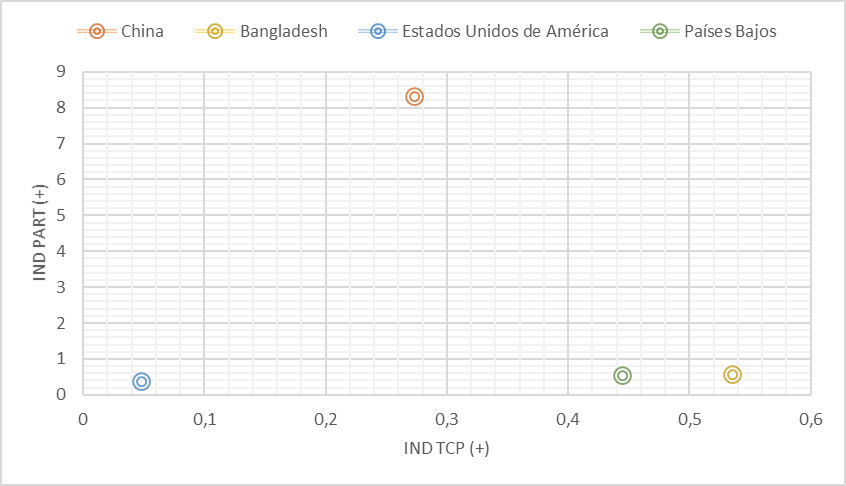 China Bangladesh Estados Unidos de América Países Bajos
9
8
7
6
5
4
3
2
1
0
IND PART (+)
0 0,1 0,2 0,3 0,4 0,5 0,6
IND TCP (+)